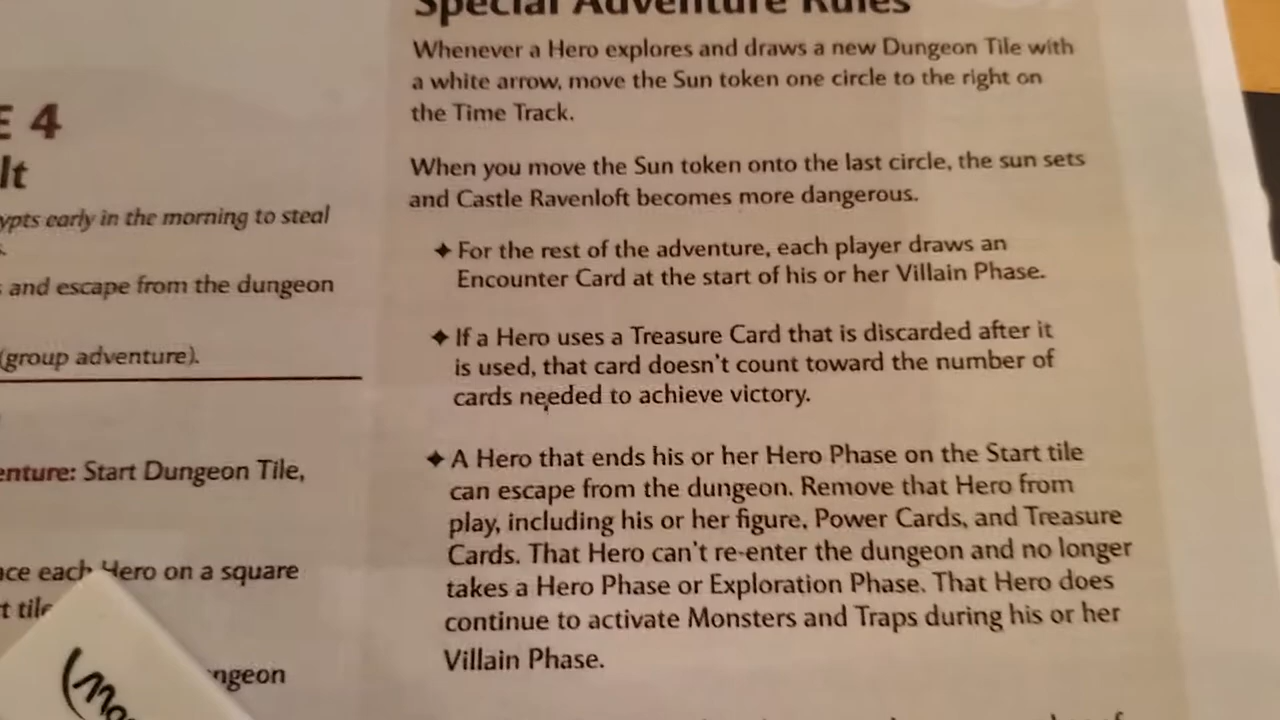 E 4
lt
ypts early in the morning to steal
s.
s and escape from the dungeon
(group adventure).
enture: Start Dungeon Tile,
ace each Hero on a square
t tile
ngeon
(Mo
Special Adventure Rules
Whenever a Hero explores and draws a new Dungeon Tile with
a white arrow, move the Sun token one circle to the right on
the Time Track.
When you move the Sun token onto the last circle, the sun sets
and Castle Ravenloft becomes more dangerous.
✦ For the rest of the adventure, each player draws an
Encounter Card at the start of his or her Villain Phase.
✦ If a Hero uses a Treasure Card that is discarded after it
is used, that card doesn't count toward the number of
cards needed to achieve victory.
✦ A Hero that ends his or her Hero Phase on the Start tile
can escape from the dungeon. Remove that Hero from
play, including his or her figure, Power Cards, and Treasure
Cards. That Hero can't re-enter the dungeon and no longer
takes a Hero Phase or Exploration Phase. That Hero does
continue to activate Monsters and Traps during his or her
Villain Phase.